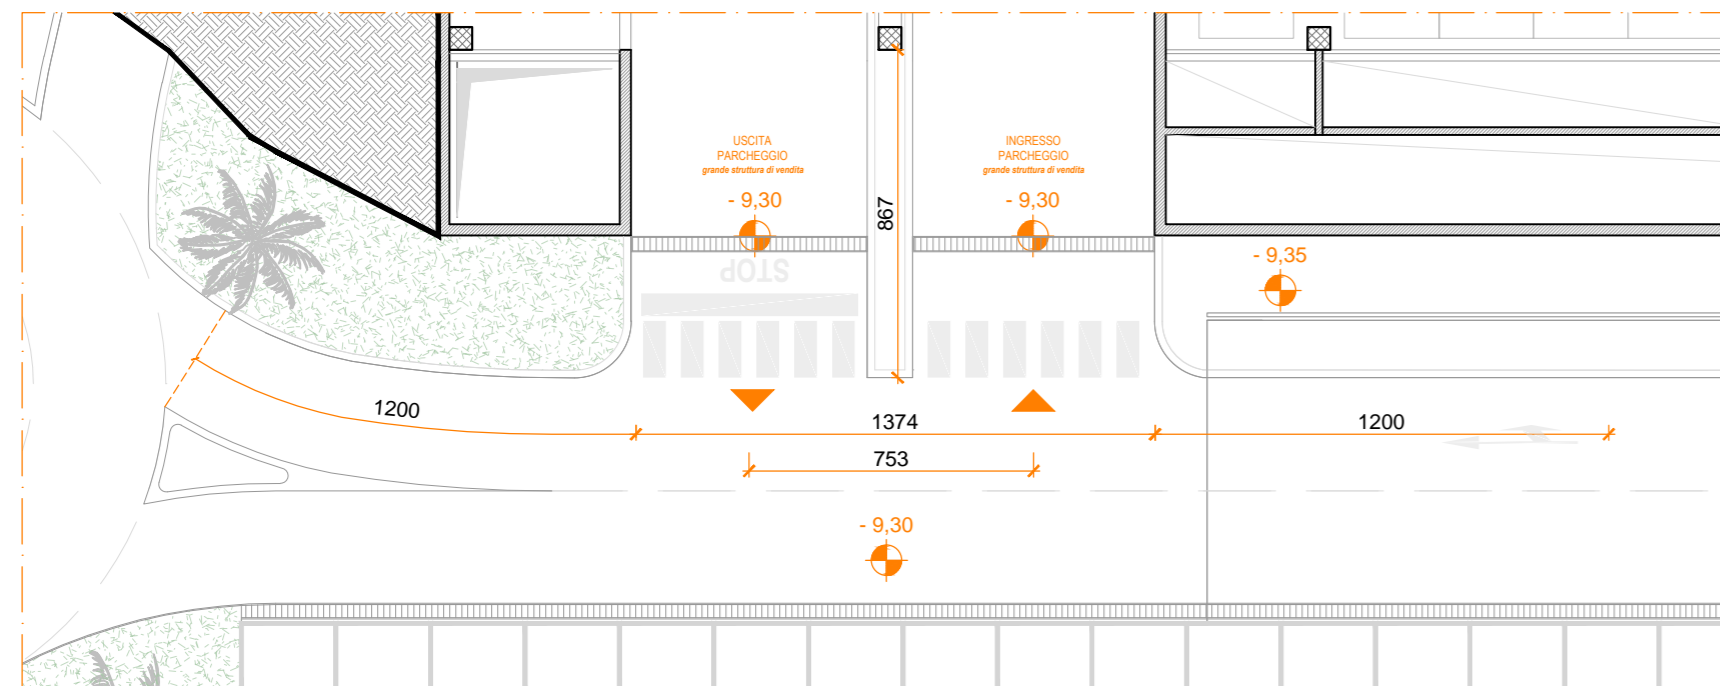 USCITA
PARCHEGGIO
grande struttura di vendita
- 9,30
INGRESSO
PARCHEGGIO
grande struttura di vendita
- 9,30
867
- 9,35
STOP
1200
1374
1200
753
- 9,30